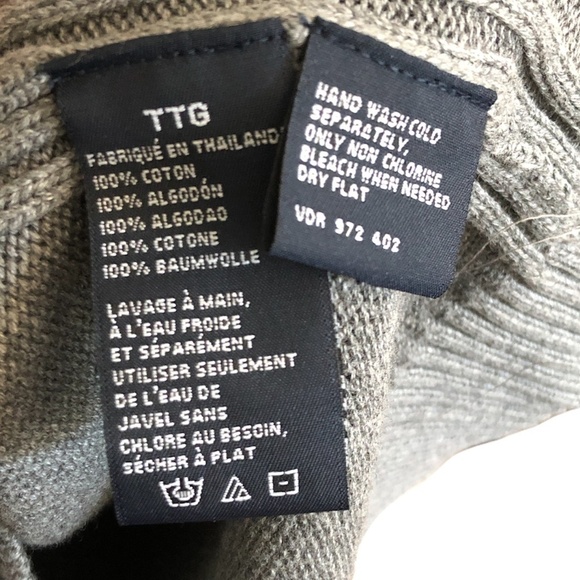 TTG
FABRIQUÉ EN THAILANDE
100% COTON
100% ALGODÓN
100% ALGODAO
100% COTONE
100% BAUMWOLLE
LAVAGE À MAIN,
À L'EAU FROIDE
ET SÉPARÉMENT
UTILISER SEULEMENT
DE L'EAU DE
JAVEL SANS
CHLORE AU BESOIN,
SÉCHER À PLAT
HAND WASH COLD
SEPARATELY.
ONLY NON CHLORINE
BLEACH WHEN NEEDED
DRY FLAT
VDR 972 402